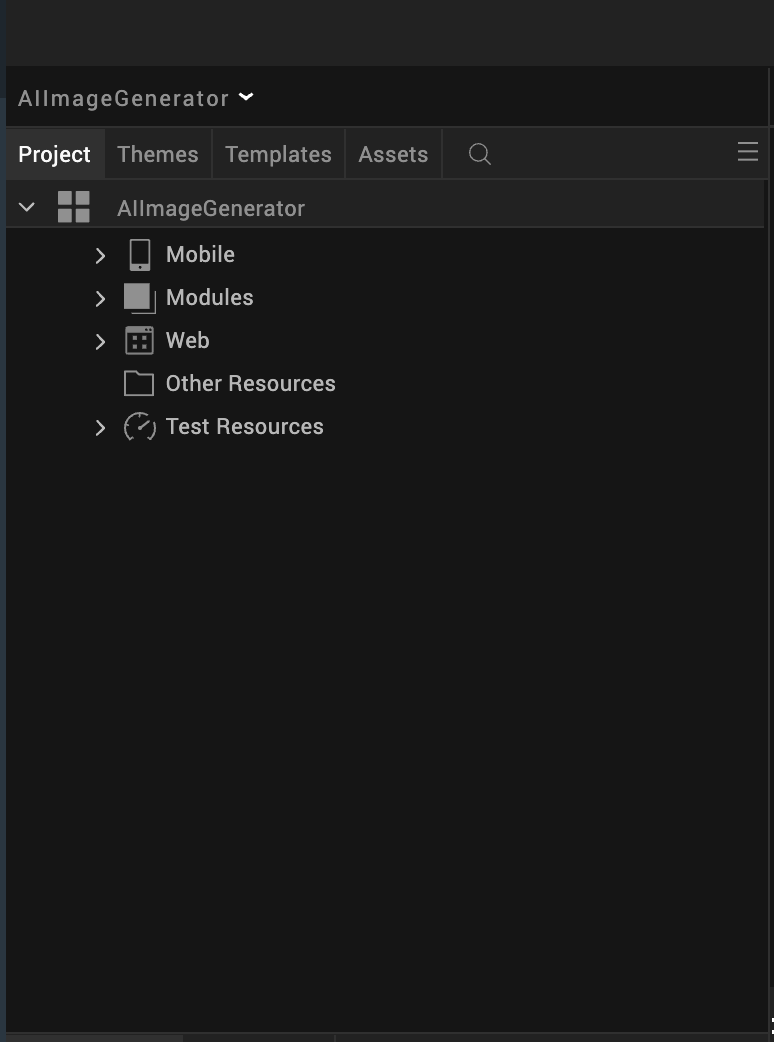 AIImageGenerator
Project Themes Templates Assets
AIImageGenerator
Mobile
Modules
Web
Other Resources
Test Resources